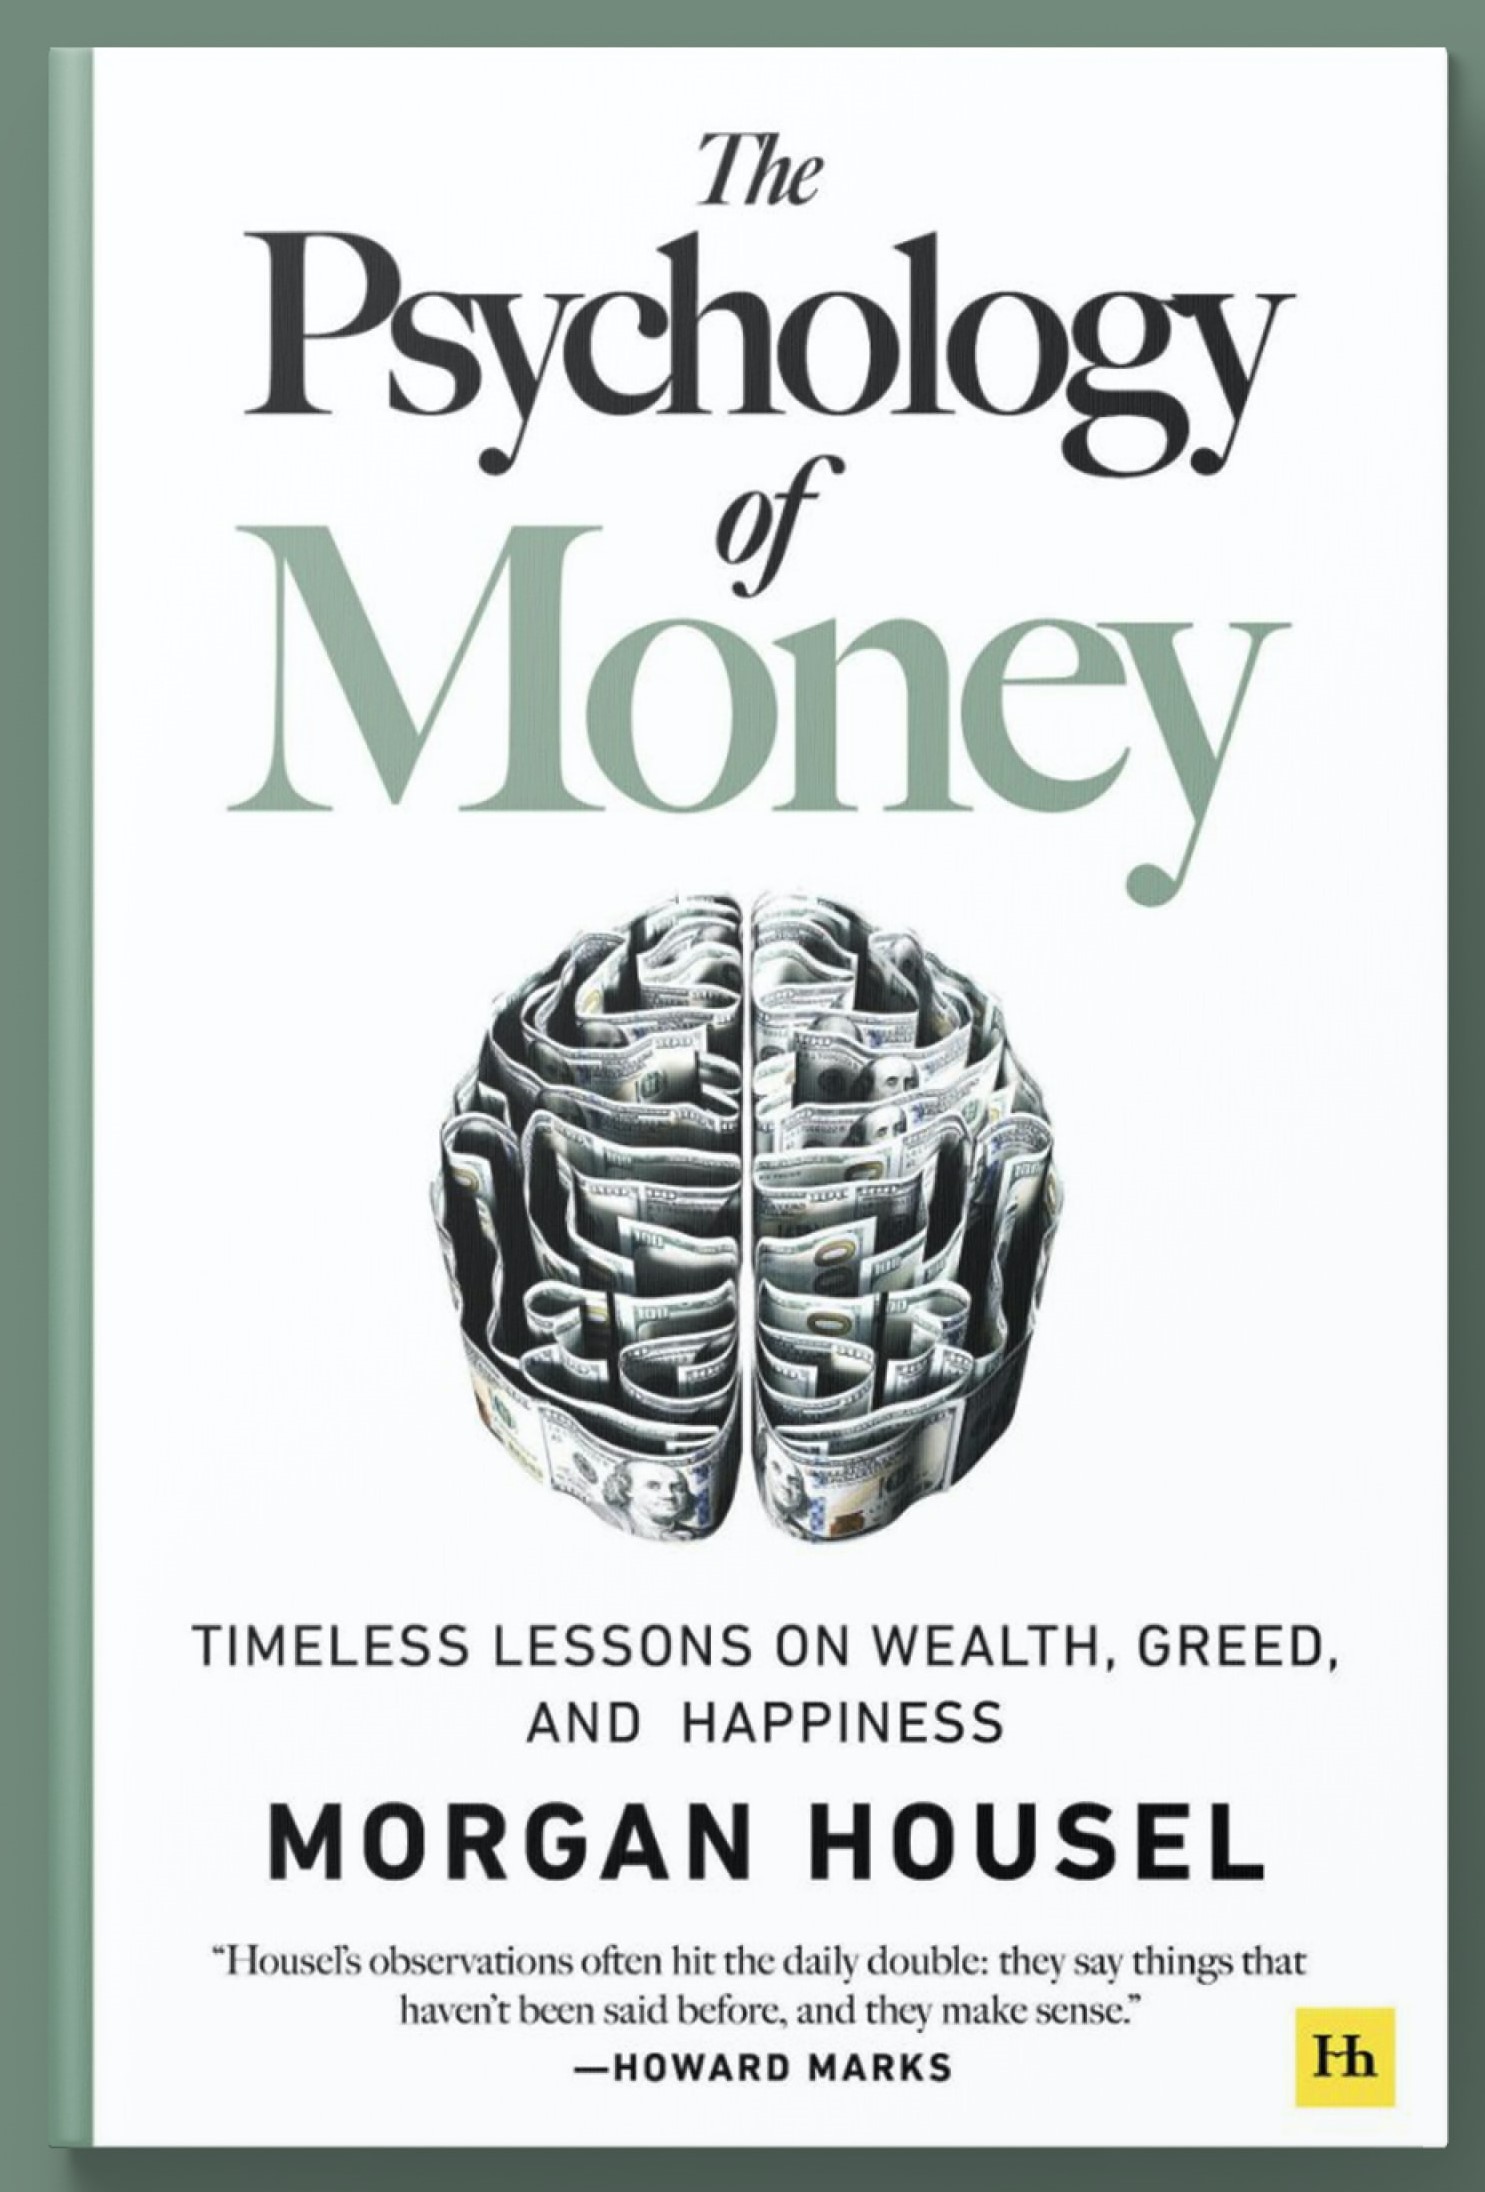 The
Psychology
of
Money
TIMELESS LESSONS ON WEALTH, GREED,
AND HAPPINESS
MORGAN HOUSEL
“Housel’s observations often hit the daily double: they say things that
haven’t been said before, and they make sense.”
—HOWARD MARKS
Hh